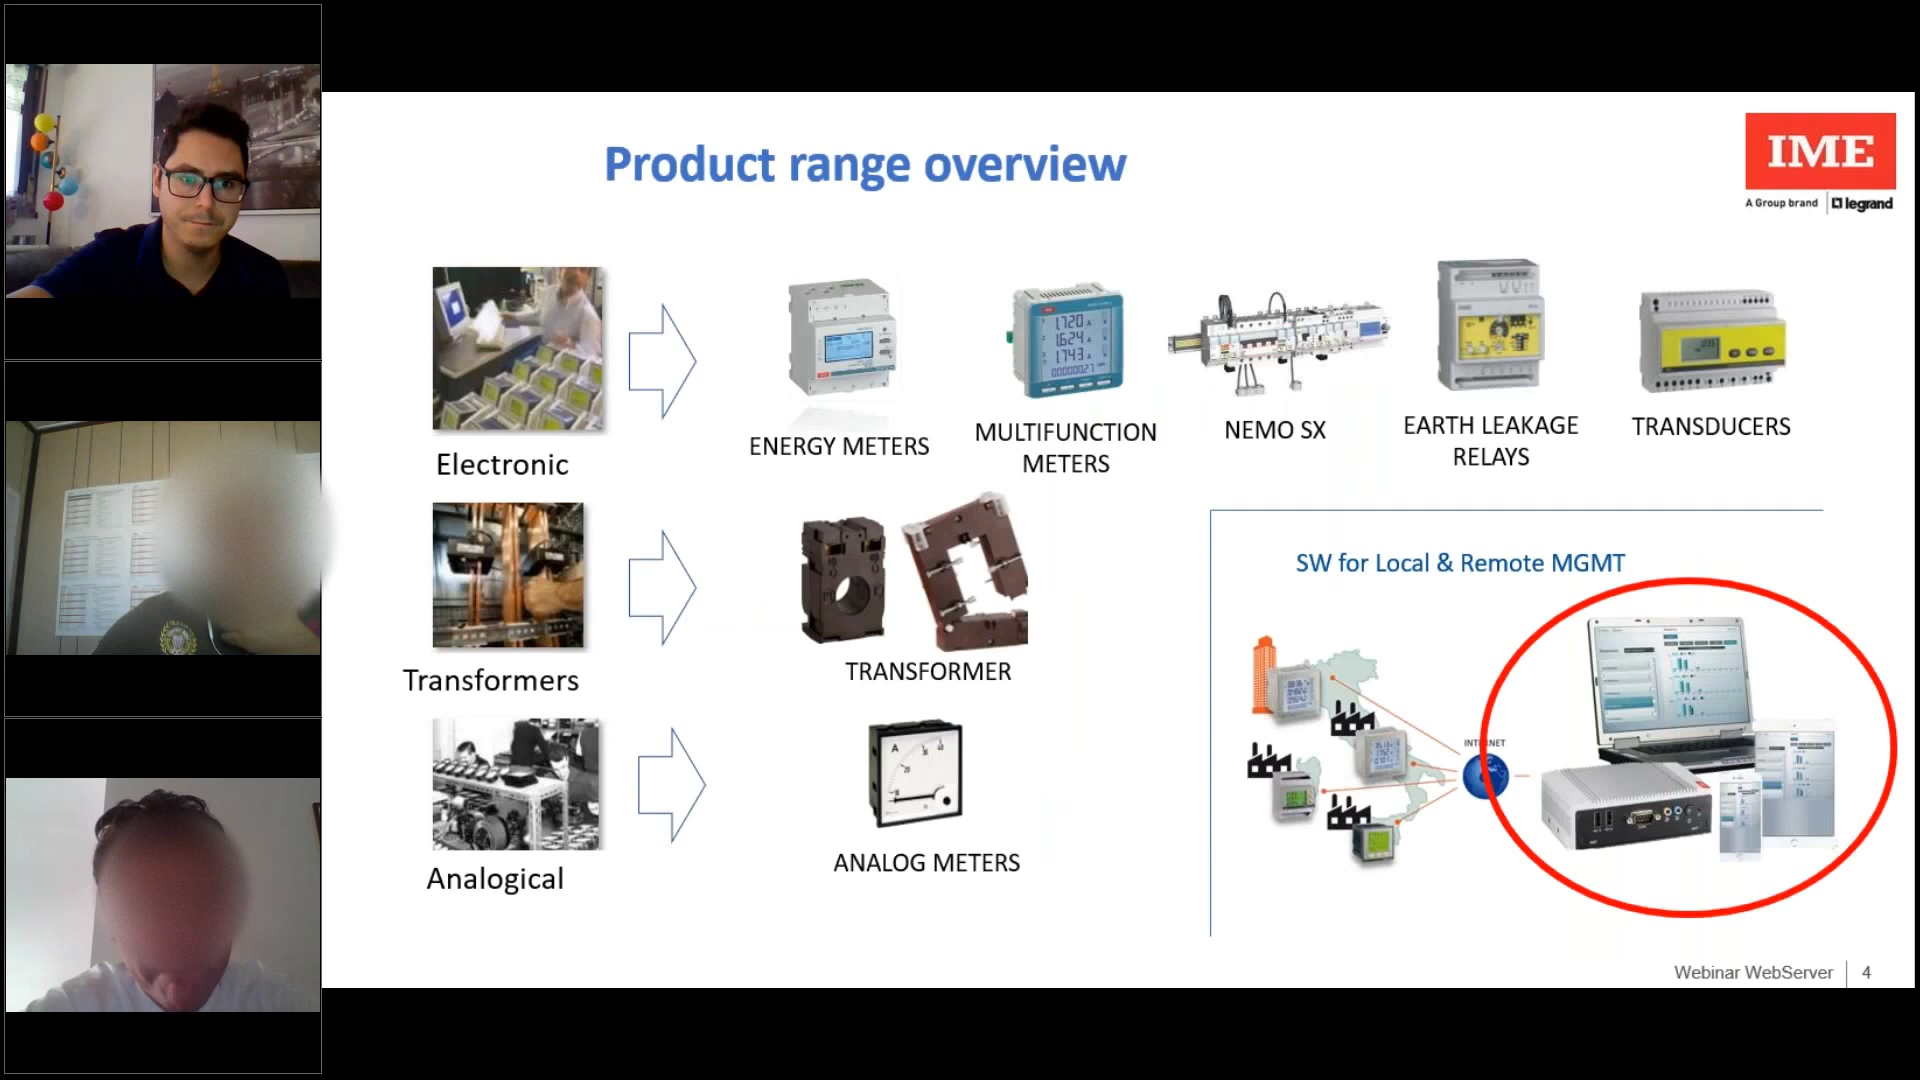 Product range overview
IME
A Group brand
legrand
Electronic
ENERGY METERS
MULTIFUNCTION
METERS
NEMO SX
EARTH LEAKAGE
RELAYS
TRANSDUCERS
Transformers
TRANSFORMER
Analogical
A
ANALOG METERS
SW for Local & Remote MGMT
Webinar WebServer
4